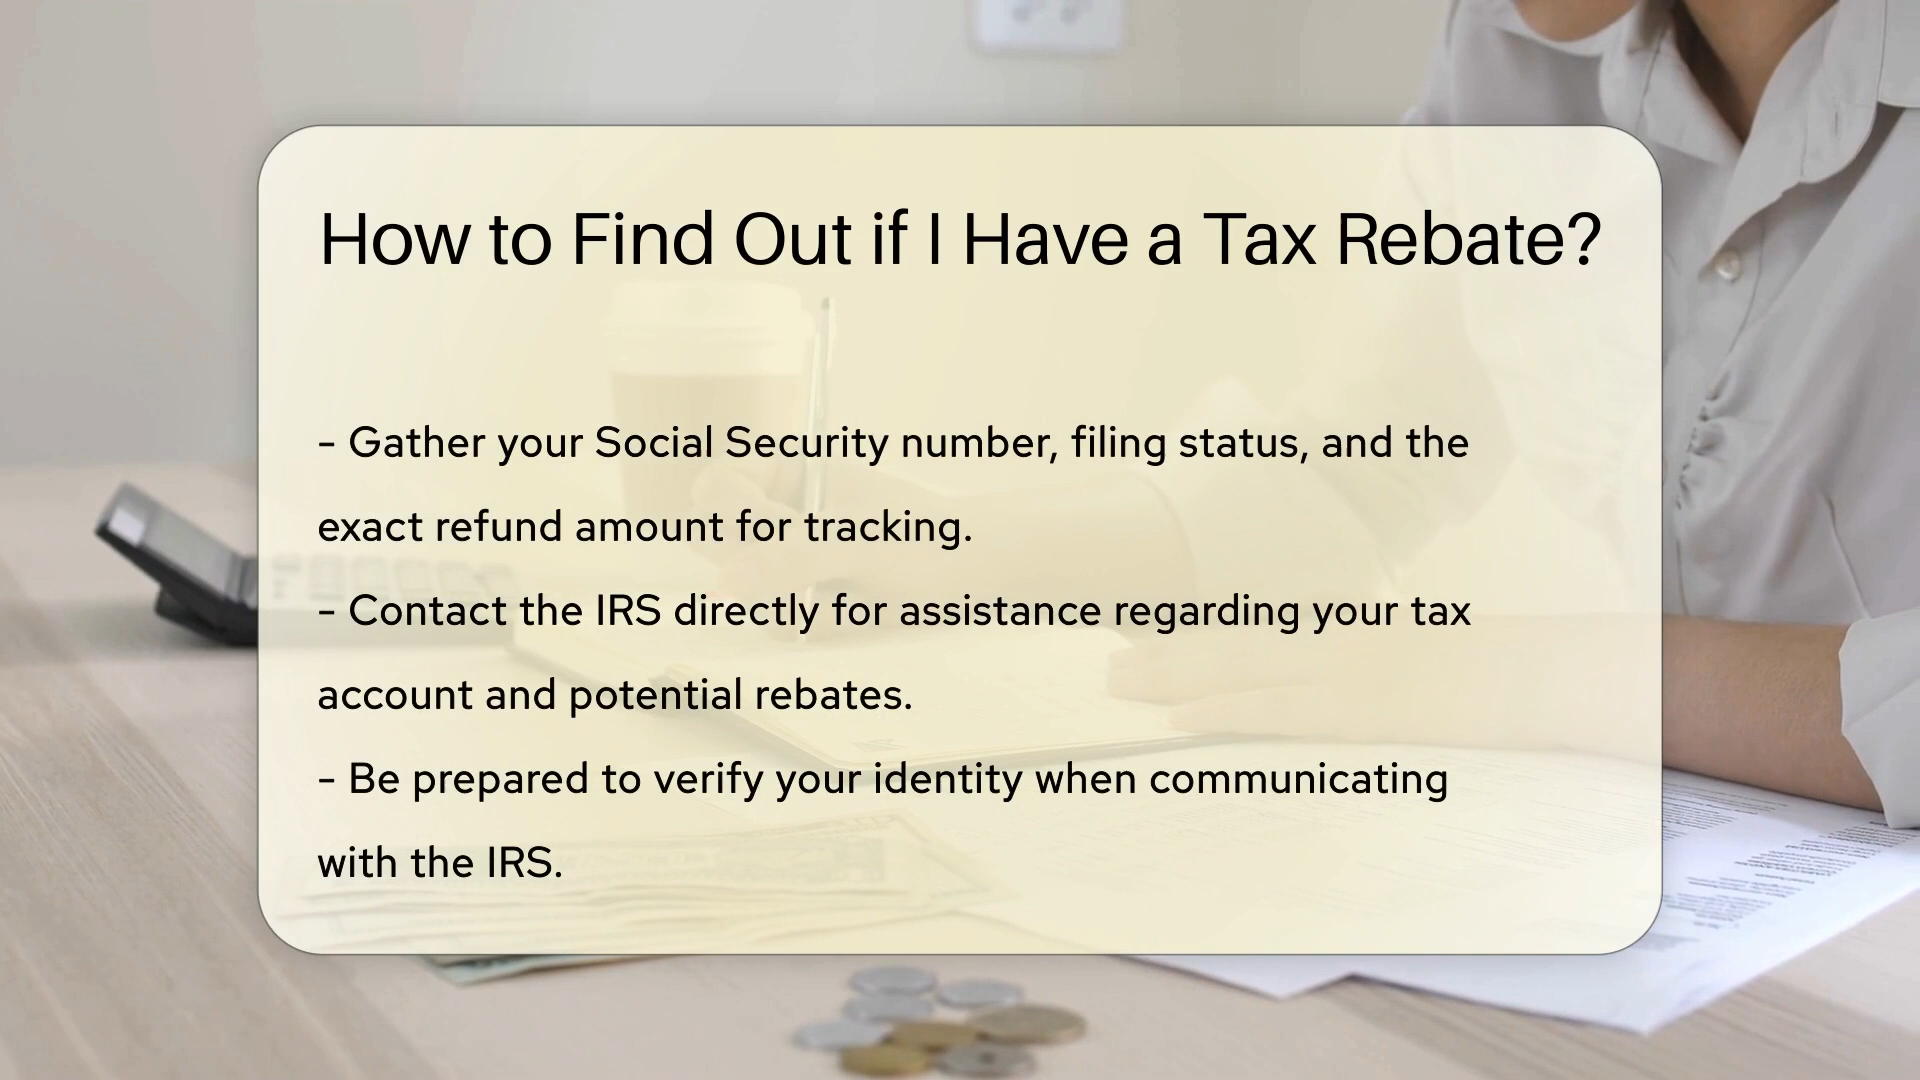 How to Find Out if I Have a Tax Rebate?
– Gather your Social Security number, filing status, and the
exact refund amount for tracking.
– Contact the IRS directly for assistance regarding your tax
account and potential rebates.
– Be prepared to verify your identity when communicating
with the IRS.